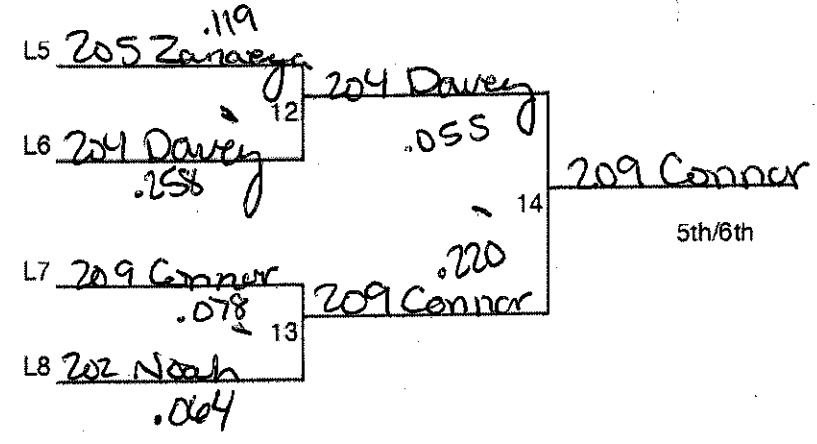 .119
L5 205 Zanaeya
204 Davey
12
.055
L6 204 Davey
.258
209 Connor
14
5th/6th
.220
L7 209 Connor
209 Connor
.078
13
L8 202 Noah
.064